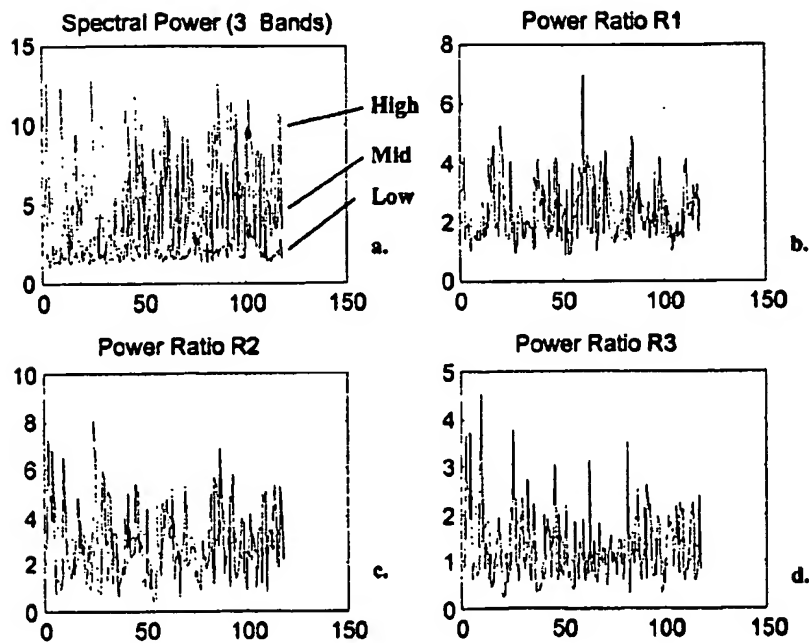 Spectral Power (3 Bands)
15
10
5
0
0 50 100 150
High
Mid
Low
a.
Power Ratio R1
8
6
4
2
0
0 50 100 150
b.
Power Ratio R2
10
8
6
4
2
0
0 50 100 150
c.
Power Ratio R3
5
4
3
2
1
0
0 50 100 150
d.